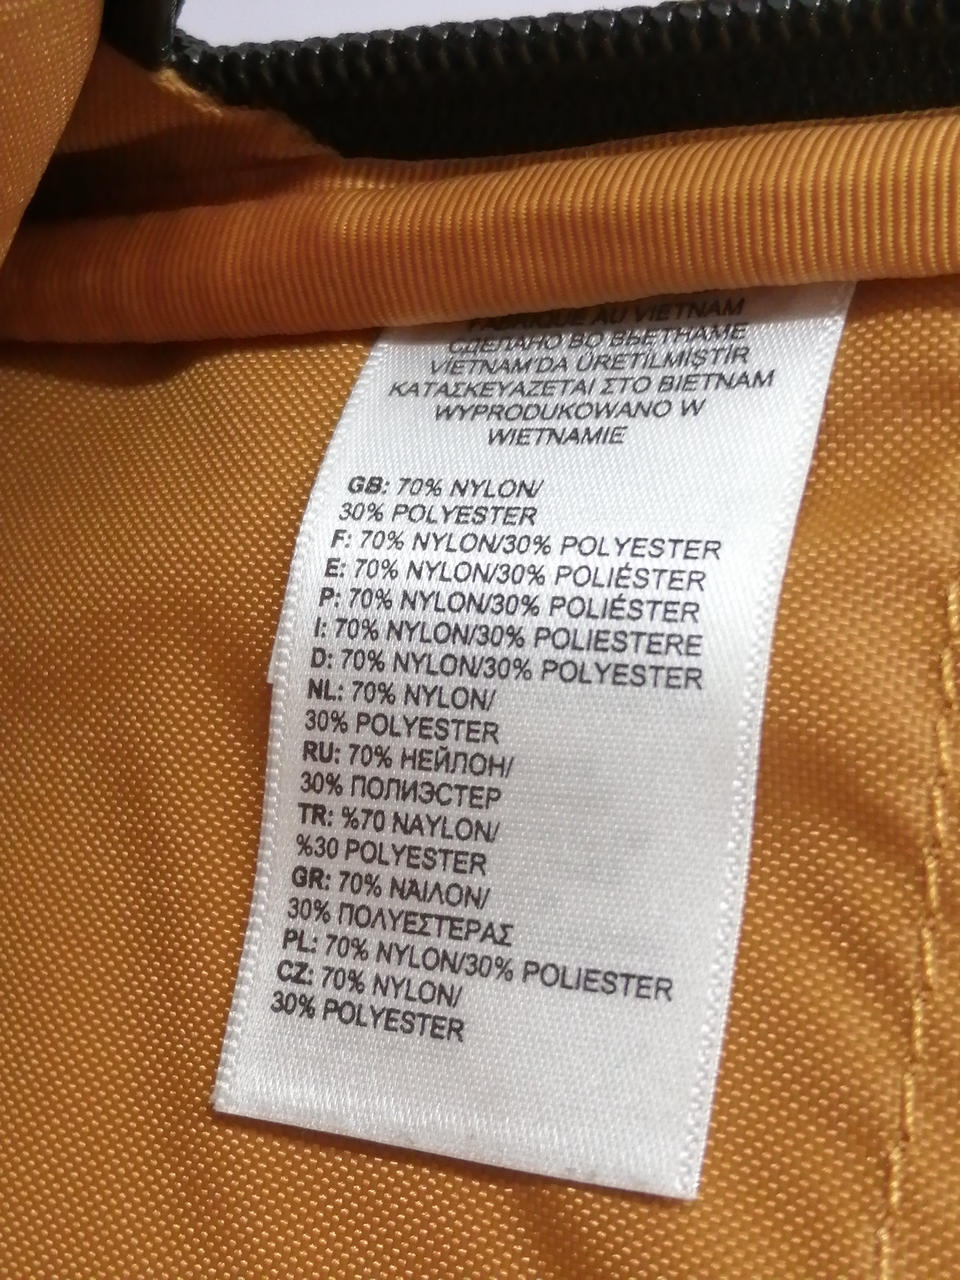 FABRIQUÉ AU VIETNAM
СДЕЛАНО ВО ВЬЕТНАМЕ
VIETNAM'DA ÜRETILMIŞTIR
ΚΑΤΑΣΚΕΥΑΖΕΤΑΙ ΣΤΟ ΒΙΕΤΝΑΜ
WYPRODUKOWANO W
WIETNAMIE
GB: 70% NYLON/
30% POLYESTER
F: 70% NYLON/30% POLYESTER
E: 70% NYLON/30% POLIÉSTER
P: 70% NYLON/30% POLIÉSTER
I: 70% NYLON/30% POLIESTERE
D: 70% NYLON/30% POLYESTER
NL: 70% NYLON/
30% POLYESTER
RU: 70% НЕЙЛОН/
30% ПОЛИЭСТЕР
TR: %70 NAYLON/
%30 POLYESTER
GR: 70% ΝΑΙΛΟΝ/
30% ΠΟΛΥΕΣΤΕΡΑΣ
PL: 70% NYLON/30% POLIESTER
CZ: 70% NYLON/
30% POLYESTER